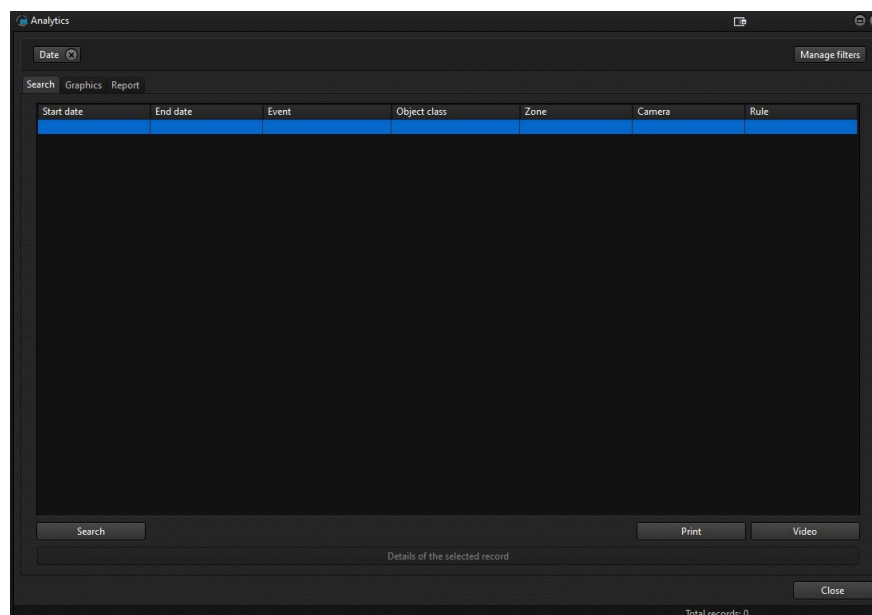 Analytics
Date
Manage filters
Search Graphics Report
Start date End date Event Object class Zone Camera Rule
Search Print Video
Details of the selected record
Close
Total records: 0